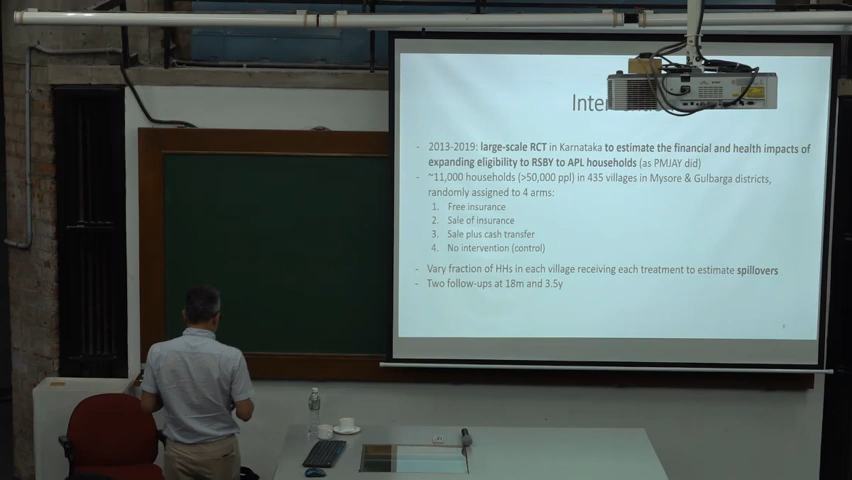 Inter
- 2013-2019: large-scale RCT in Karnataka to estimate the financial and health impacts of
expanding eligibility to RSBY to APL households (as PMJAY did)
- ~11,000 households (>50,000 ppl) in 435 villages in Mysore & Gulbarga districts,
randomly assigned to 4 arms:
1. Free insurance
2. Sale of insurance
3. Sale plus cash transfer
4. No intervention (control)
- Vary fraction of HHs in each village receiving each treatment to estimate spillovers
- Two follow-ups at 18m and 3.5y